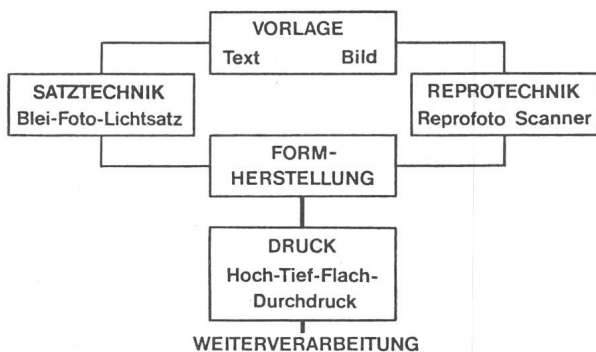 VORLAGE
Text Bild
SATZTECHNIK
Blei-Foto-Lichtsatz
REPROTECHNIK
Reprofoto Scanner
FORM-
HERSTELLUNG
DRUCK
Hoch-Tief-Flach-
Durchdruck
WEITERVERARBEITUNG